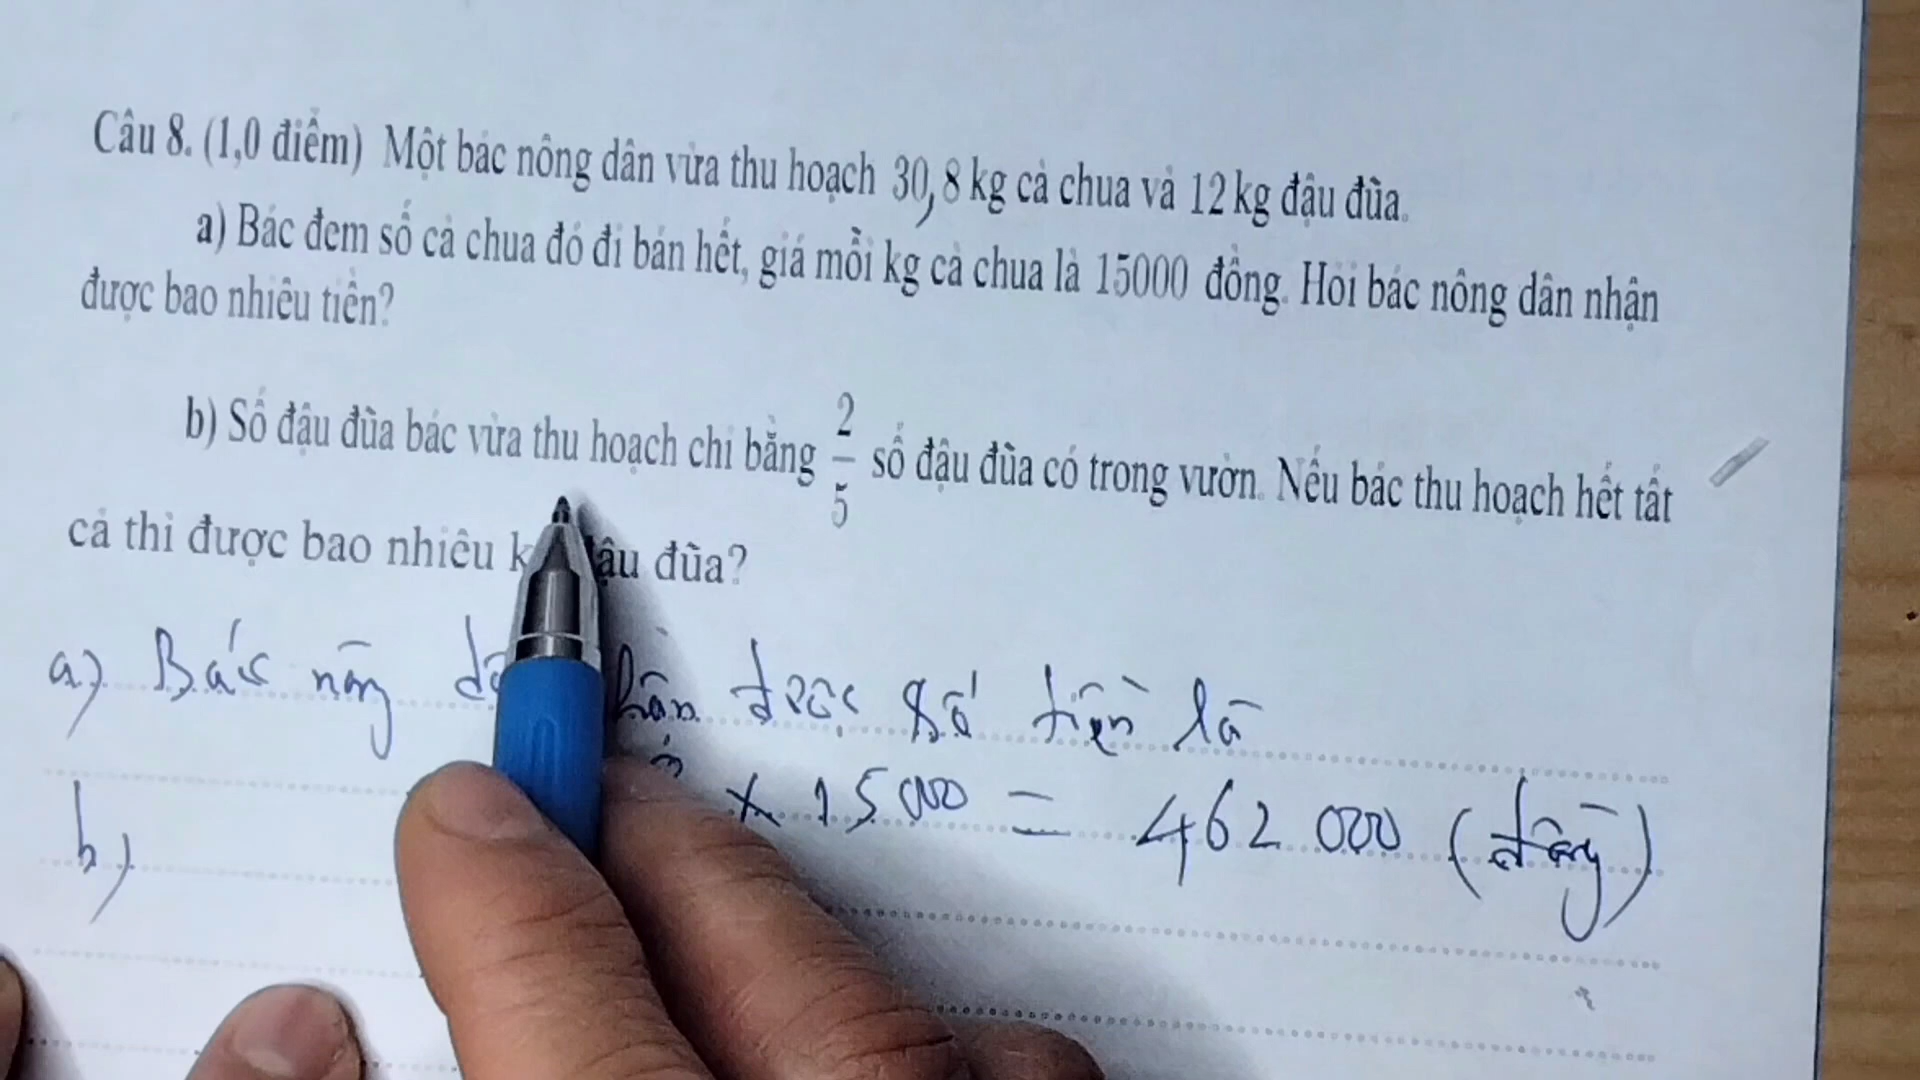 Câu 8. (1,0 điểm) Một bác nông dân vừa thu hoạch 30,8 kg cà chua và 12 kg đậu đũa.
a) Bác đem số cà chua đó đi bán hết, giá mỗi kg cà chua là 15000 đồng. Hỏi bác nông dân nhận
được bao nhiêu tiền?
b) Số đậu đũa bác vừa thu hoạch chỉ bằng 2/5 số đậu đũa có trong vườn. Nếu bác thu hoạch hết tất
cả thì được bao nhiêu đậu đũa?
a) Bác nông được số tiền là
x 15000 = 462000 (đồng)
b)